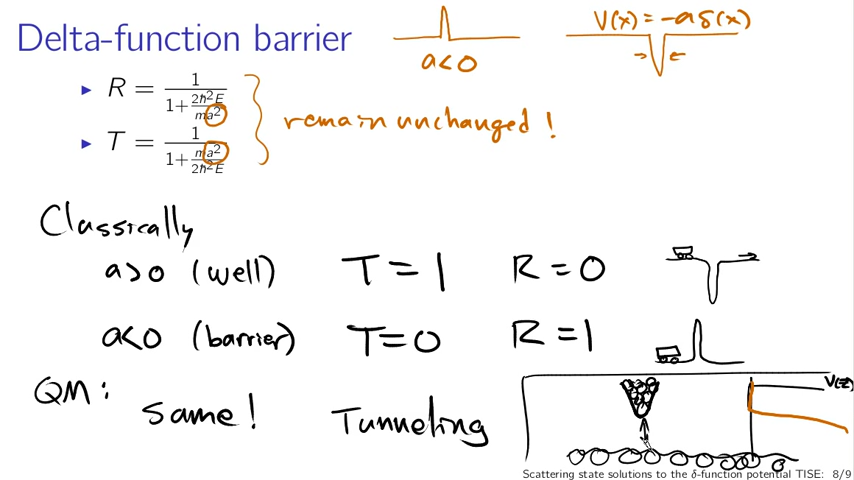 Delta-function barrier
a<0
V(x) = -aδ(x)
R = 1/(1+2ħ²E/ma²)
T = 1/(1+ma²/2ħ²E)
remain unchanged!
Classically
a>0 (well) T = 1 R = 0
a<0 (barrier) T=0 R = 1
QM:
same! Tunneling
V(z)
Scattering state solutions to the δ-function potential TISE: 8/9